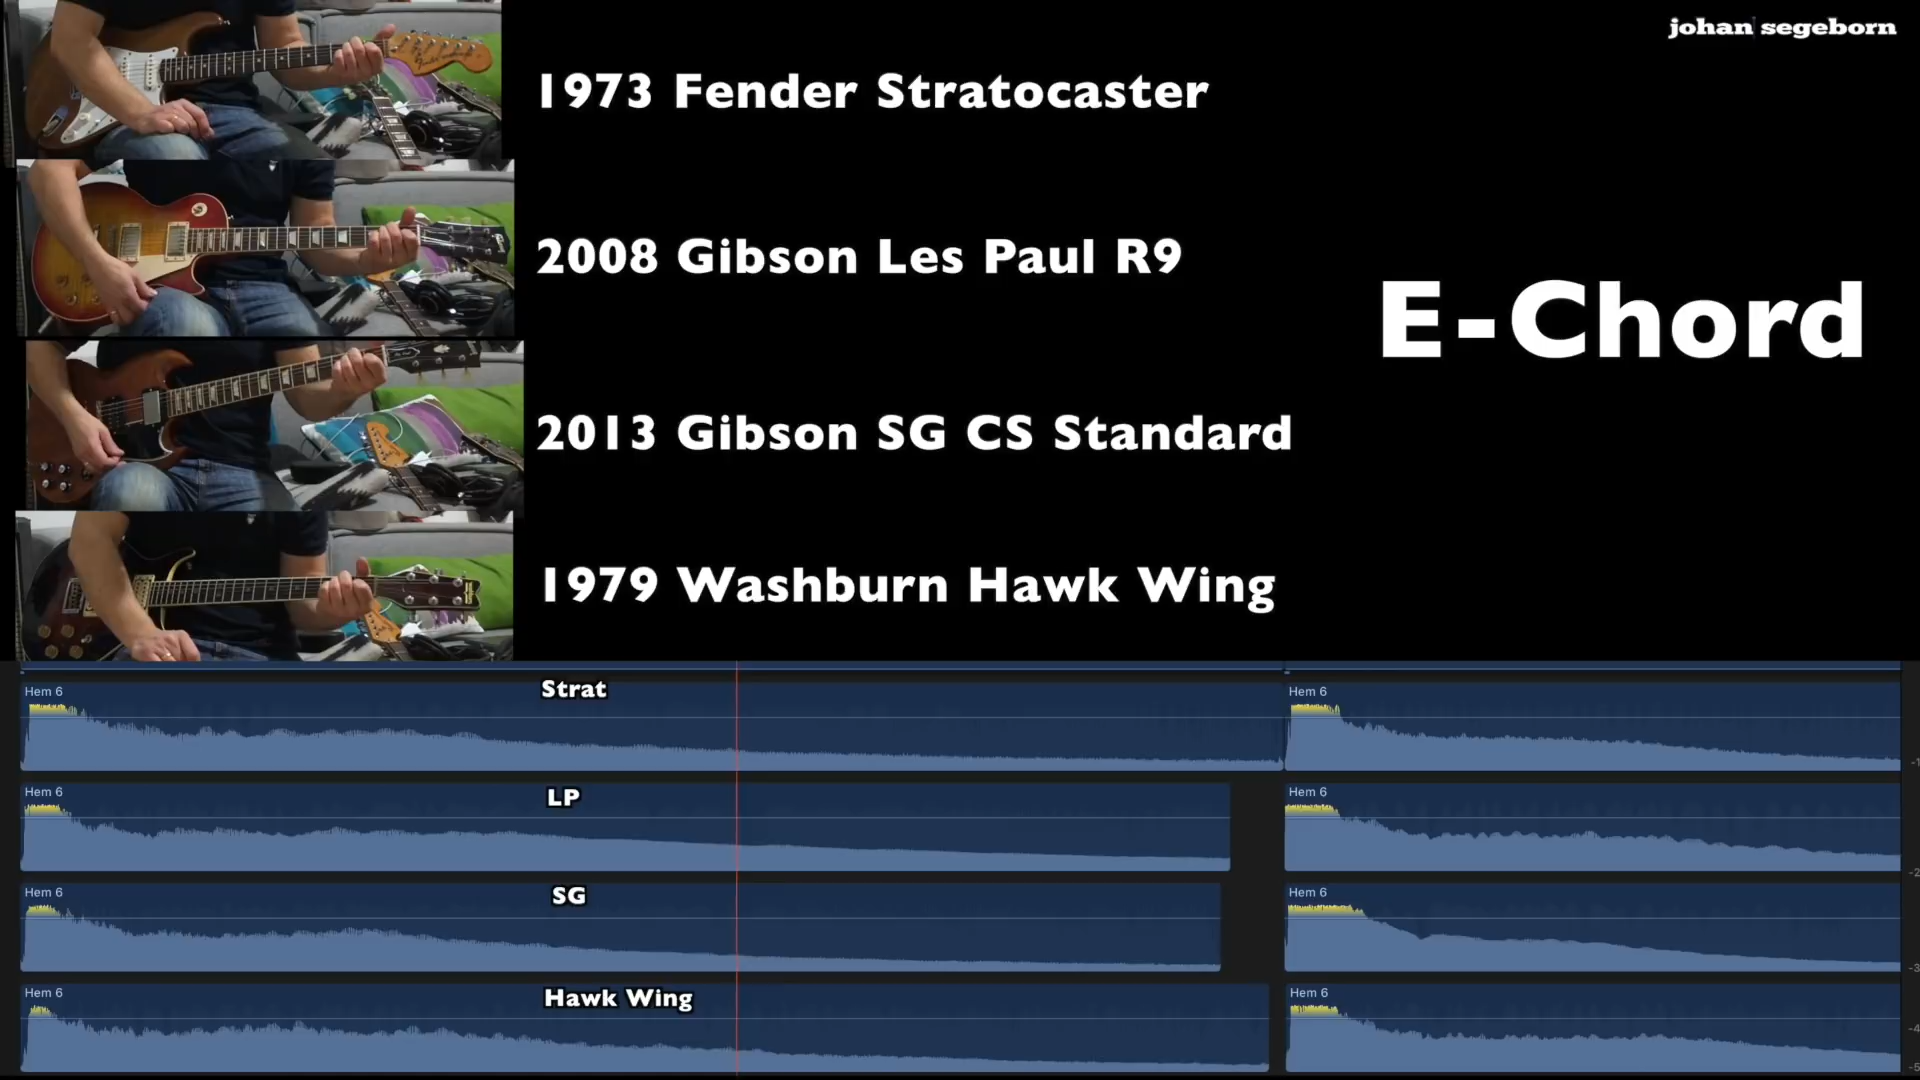 johan segeborn
1973 Fender Stratocaster
2008 Gibson Les Paul R9
E-Chord
2013 Gibson SG CS Standard
1979 Washburn Hawk Wing
Strat
Hem 6
Hem 6
LP
Hem 6
Hem 6
SG
Hem 6
Hem 6
Hawk Wing
Hem 6
Hem 6